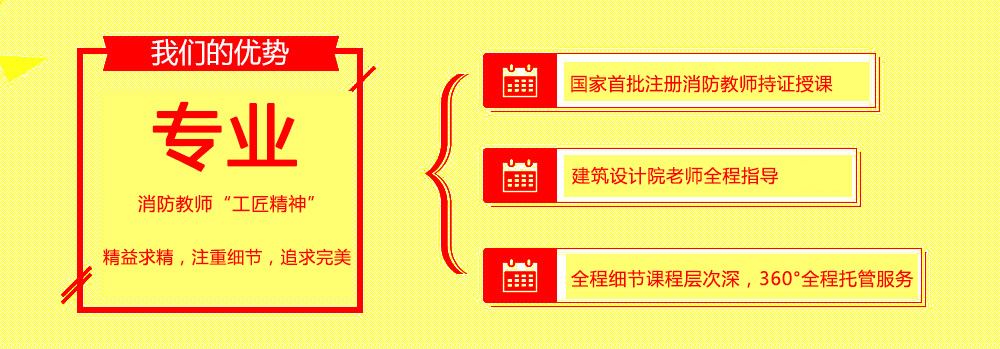 我们的优势
专业
消防教师“工匠精神”
精益求精，注重细节，追求完美
国家首批注册消防教师持证授课
建筑设计院老师全程指导
全程细节课程层次深，360°全程托管服务